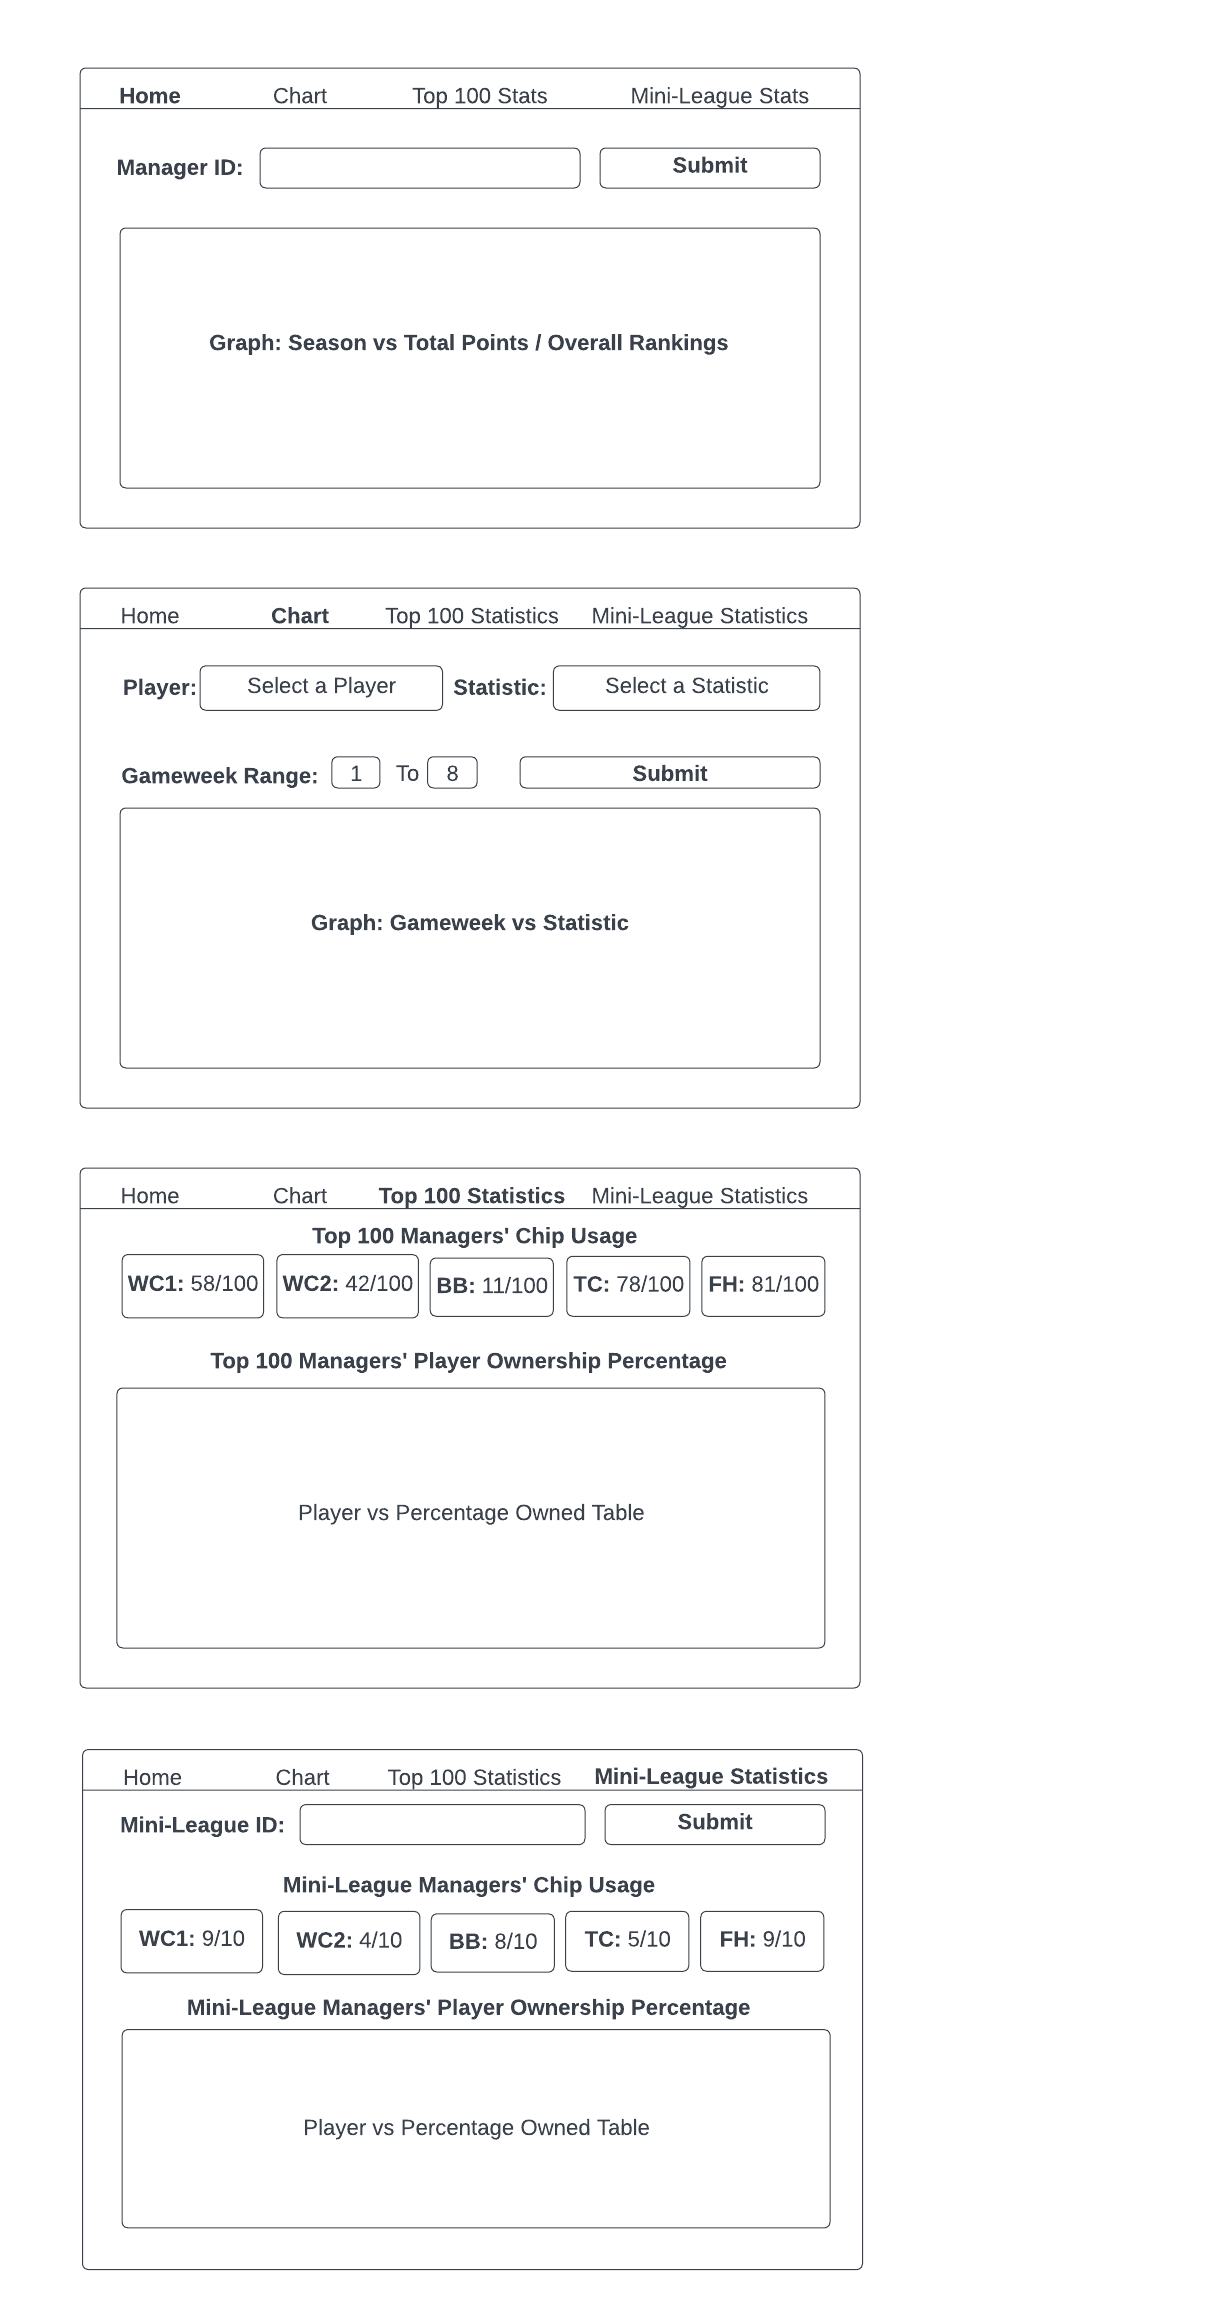 Home Chart Top 100 Stats Mini-League Stats
Manager ID: Submit
Graph: Season vs Total Points / Overall Rankings
Home Chart Top 100 Statistics Mini-League Statistics
Player: Select a Player Statistic: Select a Statistic
Gameweek Range: 1 To 8 Submit
Graph: Gameweek vs Statistic
Home Chart Top 100 Statistics Mini-League Statistics
Top 100 Managers' Chip Usage
WC1: 58/100 WC2: 42/100 BB: 11/100 TC: 78/100 FH: 81/100
Top 100 Managers' Player Ownership Percentage
Player vs Percentage Owned Table
Home Chart Top 100 Statistics Mini-League Statistics
Mini-League ID: Submit
Mini-League Managers' Chip Usage
WC1: 9/10 WC2: 4/10 BB: 8/10 TC: 5/10 FH: 9/10
Mini-League Managers' Player Ownership Percentage
Player vs Percentage Owned Table